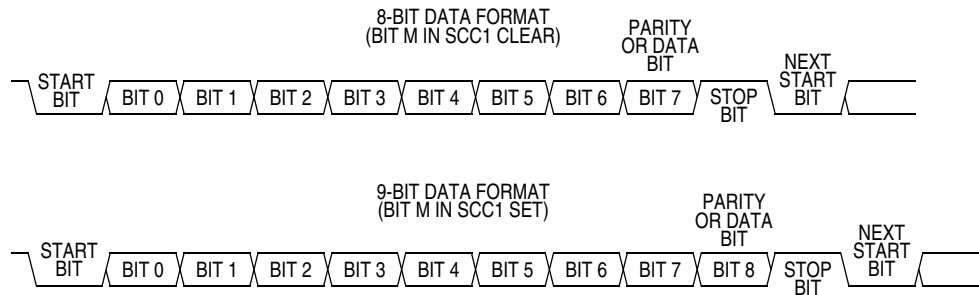 8-BIT DATA FORMAT
(BIT M IN SCC1 CLEAR)
PARITY
OR DATA
BIT
NEXT
START
BIT
START
BIT
BIT 0
BIT 1
BIT 2
BIT 3
BIT 4
BIT 5
BIT 6
BIT 7
STOP
BIT
9-BIT DATA FORMAT
(BIT M IN SCC1 SET)
PARITY
OR DATA
BIT
NEXT
START
BIT
START
BIT
BIT 0
BIT 1
BIT 2
BIT 3
BIT 4
BIT 5
BIT 6
BIT 7
BIT 8
STOP
BIT